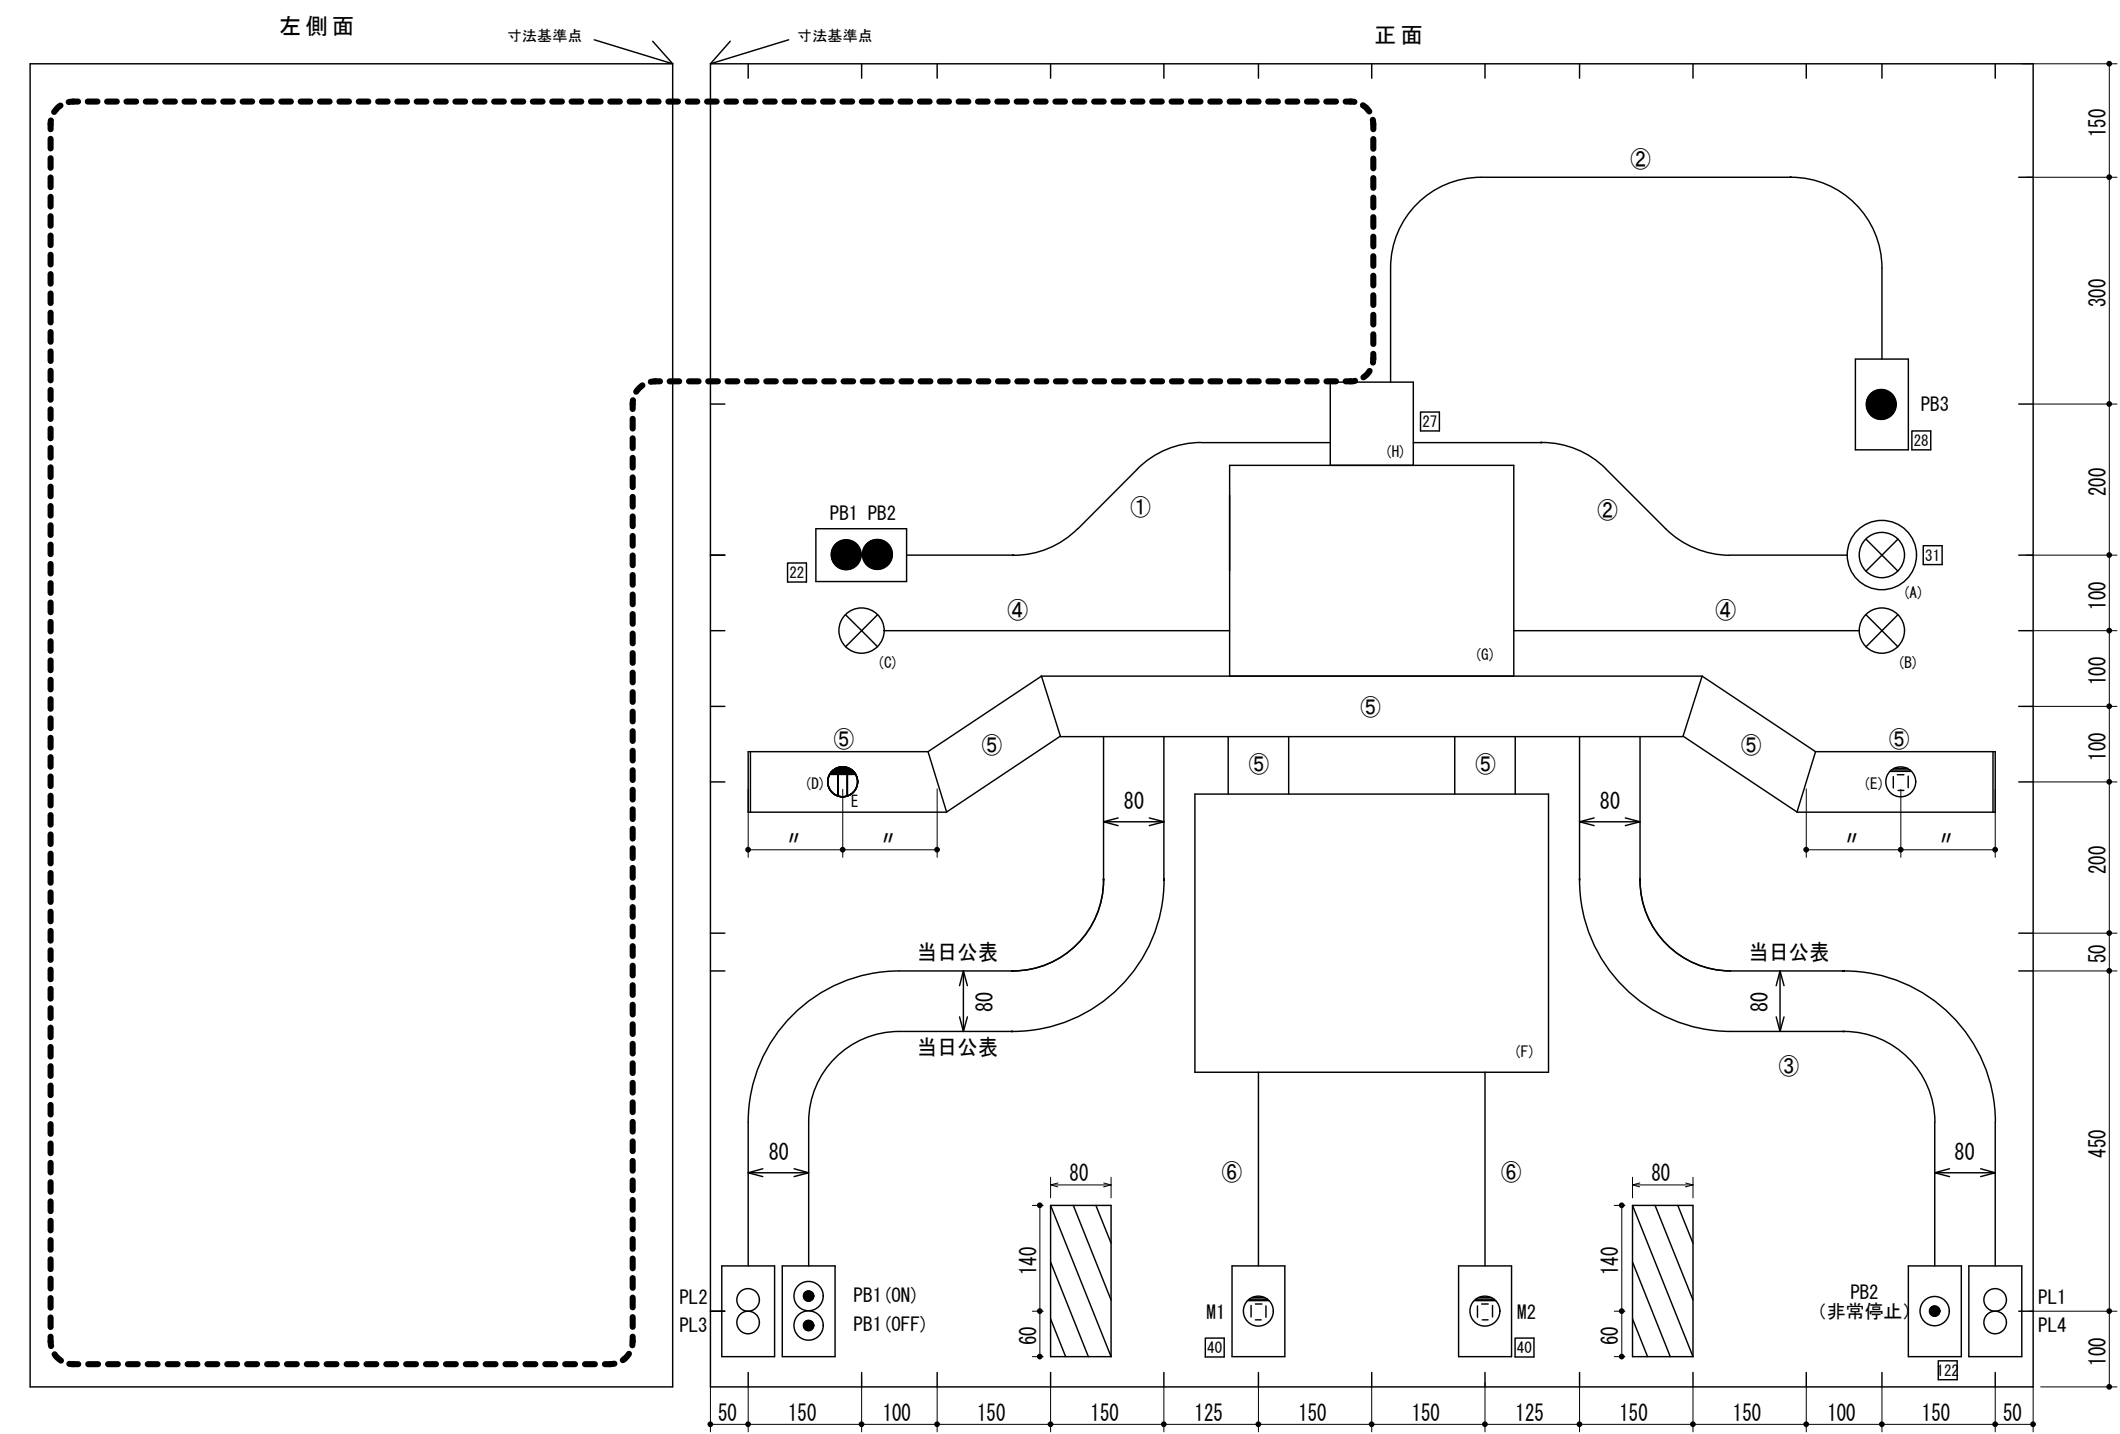 左側面
寸法基準点
寸法基準点
正面
150
②
300
27
(H)
PB3
28
PB1 PB2
①
②
200
22
31
(A)
④
④
100
(C)
(G)
(B)
100
⑤
⑤
⑤
⑤
⑤
100
(D)
E
⑤
⑤
(E)
80
80
〃
〃
〃
〃
200
当日公表
当日公表
50
80
80
当日公表
(F)
③
450
80
⑥
80
⑥
80
80
140
140
PL2
PB1(ON)
M1
M2
PB2
PL1
(非常停止)
PL3
PB1(OFF)
60
60
PL4
40
40
122
100
50
150
100
150
150
125
150
150
125
150
150
100
150
50